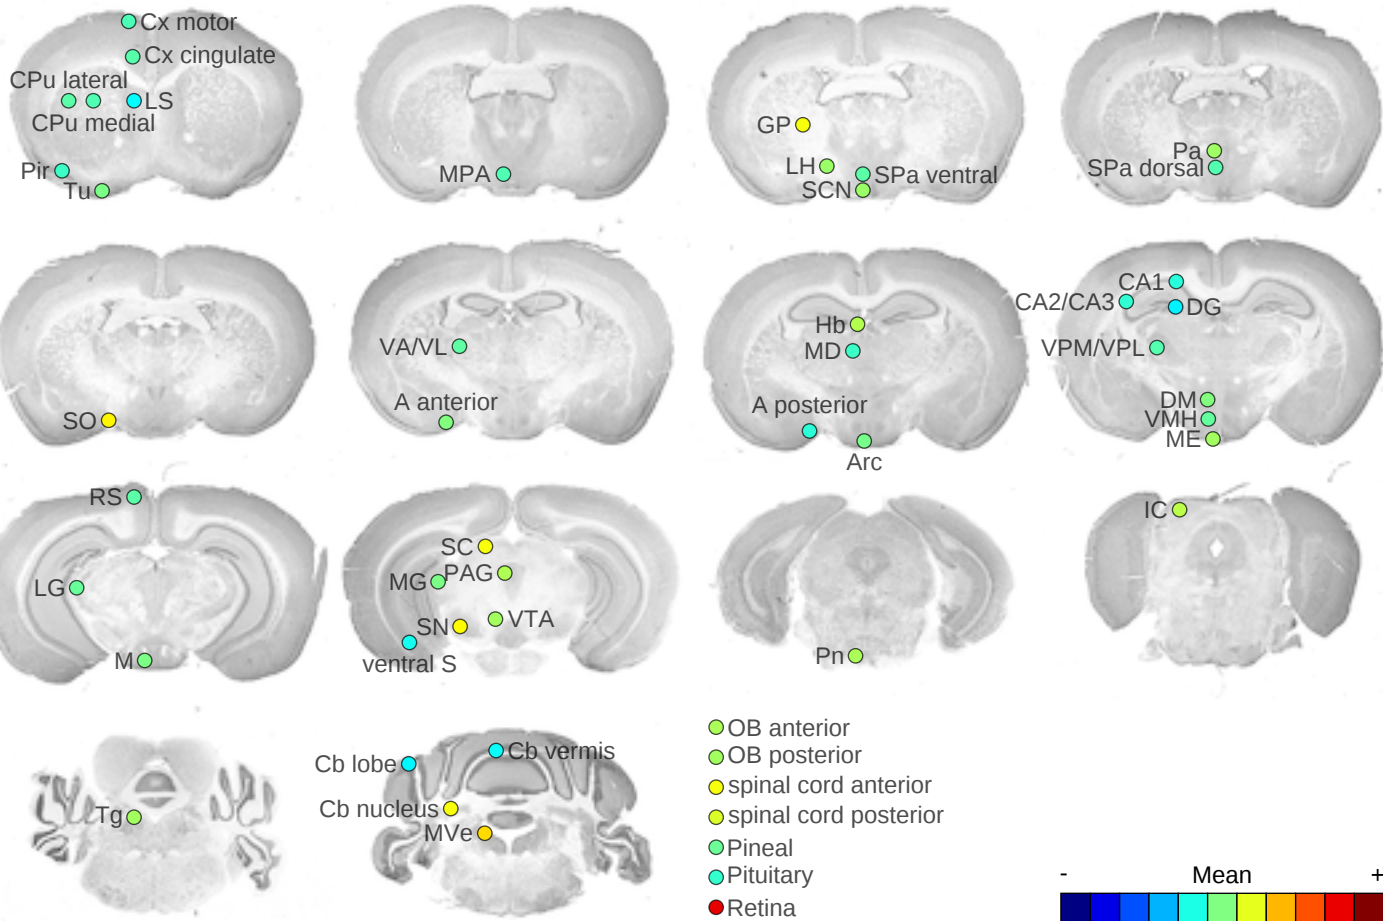 Cx motor
Cx cingulate
CPu lateral
LS
CPu medial
Pir
Tu
MPA
GP
LH
SPa ventral
SCN
Pa
SPa dorsal
SO
VA/VL
A anterior
Hb
MD
A posterior
Arc
CA1
CA2/CA3
DG
VPM/VPL
DM
VMH
ME
RS
LG
M
SC
PAG
MG
VTA
SN
ventral S
Pn
IC
Tg
Cb vermis
Cb lobe
Cb nucleus
MVe
OB anterior
OB posterior
spinal cord anterior
spinal cord posterior
Pineal
Pituitary
Retina
- Mean +